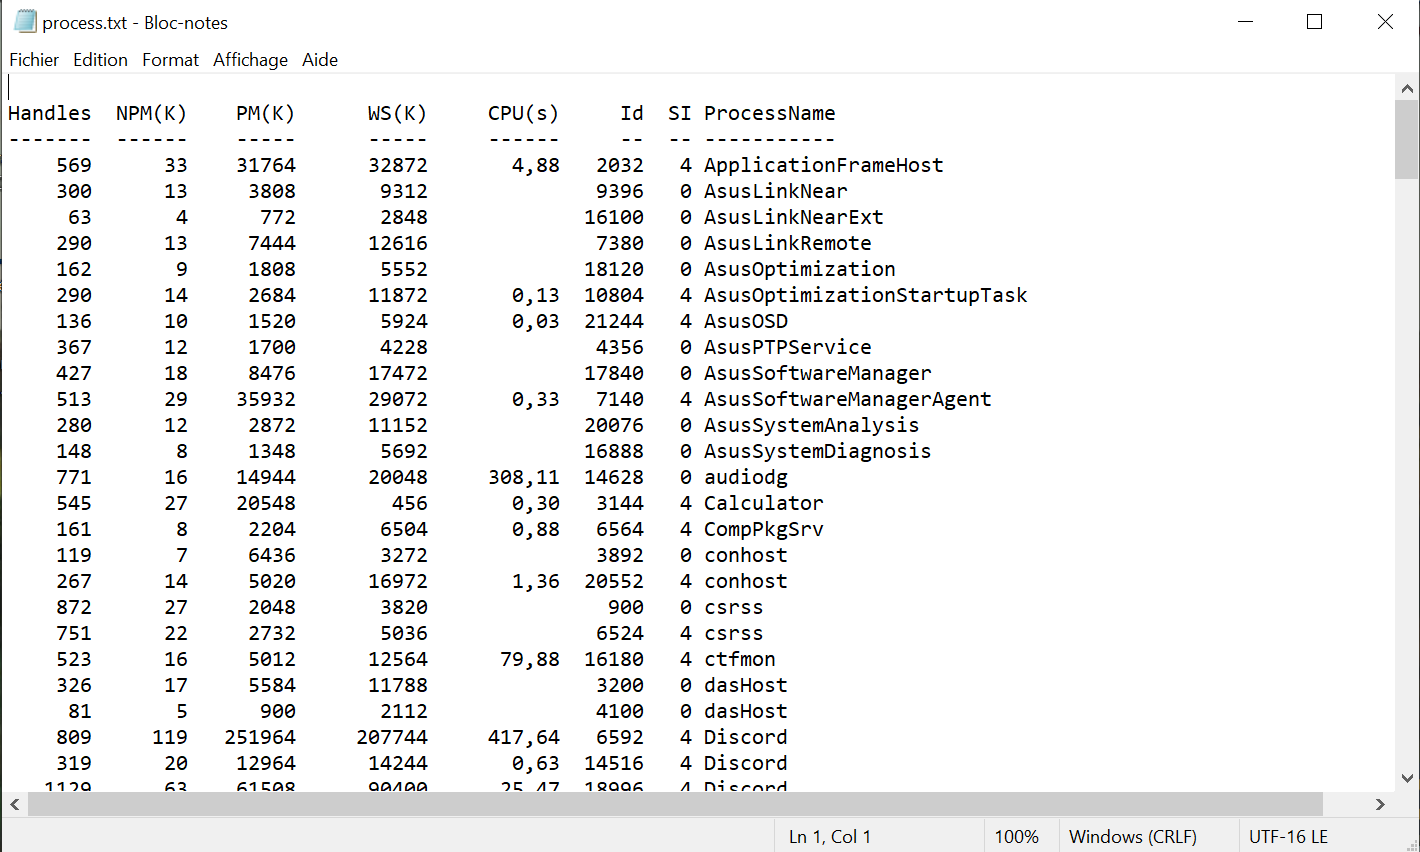 process.txt - Bloc-notes
Fichier Edition Format Affichage Aide
Handles NPM(K) PM(K) WS(K) CPU(s) Id SI ProcessName
------- ------ ----- ----- ------ -- -- -----------
569 33 31764 32872 4,88 2032 4 ApplicationFrameHost
300 13 3808 9312 9396 0 AsusLinkNear
63 4 772 2848 16100 0 AsusLinkNearExt
290 13 7444 12616 7380 0 AsusLinkRemote
162 9 1808 5552 18120 0 AsusOptimization
290 14 2684 11872 0,13 10804 4 AsusOptimizationStartupTask
136 10 1520 5924 0,03 21244 4 AsusOSD
367 12 1700 4228 4356 0 AsusPTPService
427 18 8476 17472 17840 0 AsusSoftwareManager
513 29 35932 29072 0,33 7140 4 AsusSoftwareManagerAgent
280 12 2872 11152 20076 0 AsusSystemAnalysis
148 8 1348 5692 16888 0 AsusSystemDiagnosis
771 16 14944 20048 308,11 14628 0 audiodg
545 27 20548 456 0,30 3144 4 Calculator
161 8 2204 6504 0,88 6564 4 CompPkgSrv
119 7 6436 3272 3892 0 conhost
267 14 5020 16972 1,36 20552 4 conhost
872 27 2048 3820 900 0 csrss
751 22 2732 5036 6524 4 csrss
523 16 5012 12564 79,88 16180 4 ctfmon
326 17 5584 11788 3200 0 dasHost
81 5 900 2112 4100 0 dasHost
809 119 251964 207744 417,64 6592 4 Discord
319 20 12964 14244 0,63 14516 4 Discord
1129 63 61508 90400 25,47 18996 4 Discord
Ln 1, Col 1 100% Windows (CRLF) UTF-16 LE